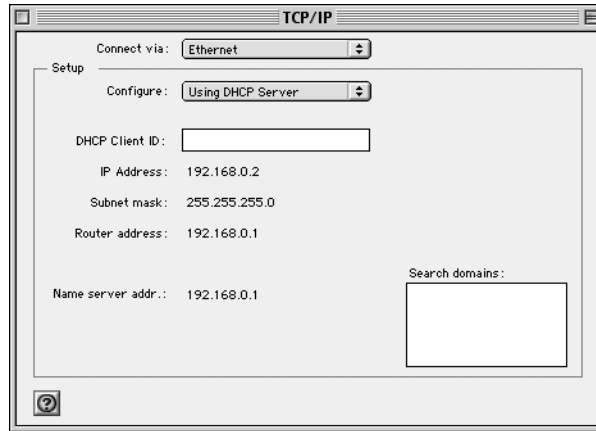 TCP/IP
Connect via: Ethernet
Setup
Configure: Using DHCP Server
DHCP Client ID:
IP Address: 192.168.0.2
Subnet mask: 255.255.255.0
Router address: 192.168.0.1
Search domains:
Name server addr.: 192.168.0.1
?